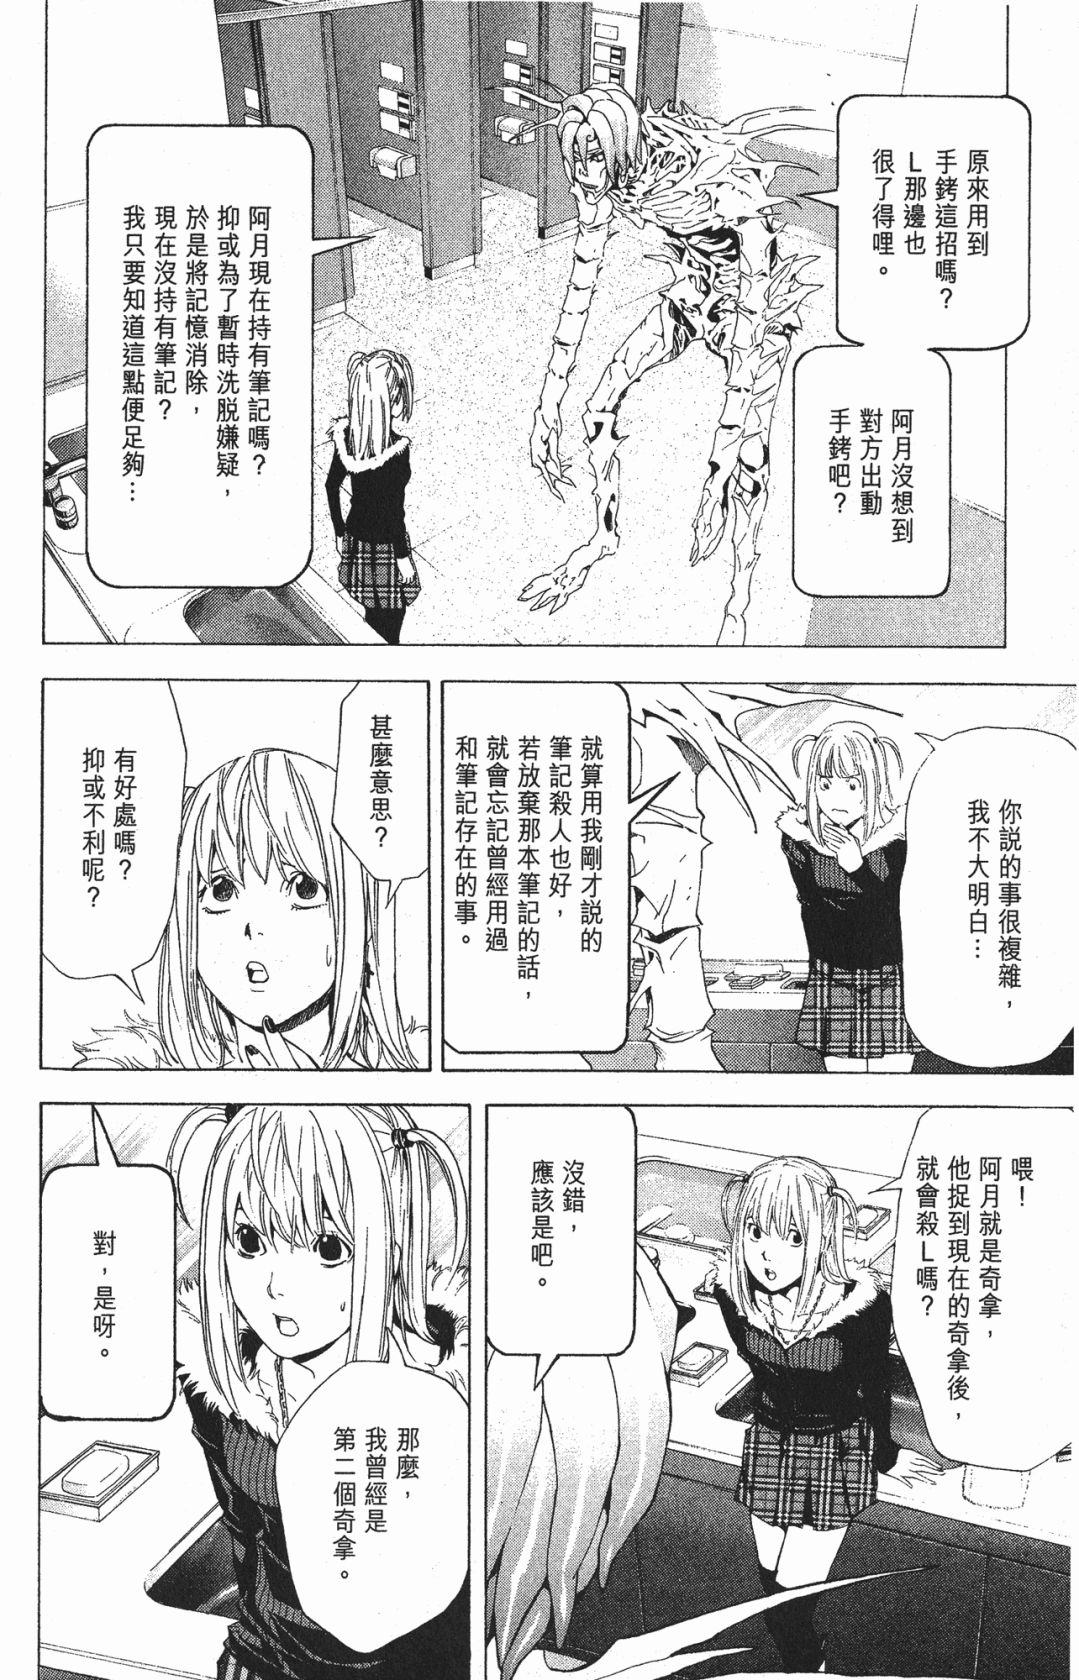 原來用到
手銬這招嗎？
L那邊也
很了得哩。
阿月沒想到
對方出動
手銬吧？
阿月現在持有筆記嗎？
抑或為了暫時洗脱嫌疑，
於是將記憶消除，
現在沒持有筆記？
我只要知道這點便足夠…
你說的事很複雜，
我不大明白…
就算用我剛才説的
筆記殺人也好，
若放棄那本筆記的話，
就會忘記曾經用過
和筆記存在的事。
甚麼意思？
有好處嗎？
抑或不利呢？
喂！
阿月就是奇拿，
他捉到現在的奇拿後，
就會殺L嗎？
沒錯，
應該是吧。
那麼，
我曾經是
第二個奇拿。
對，是呀。